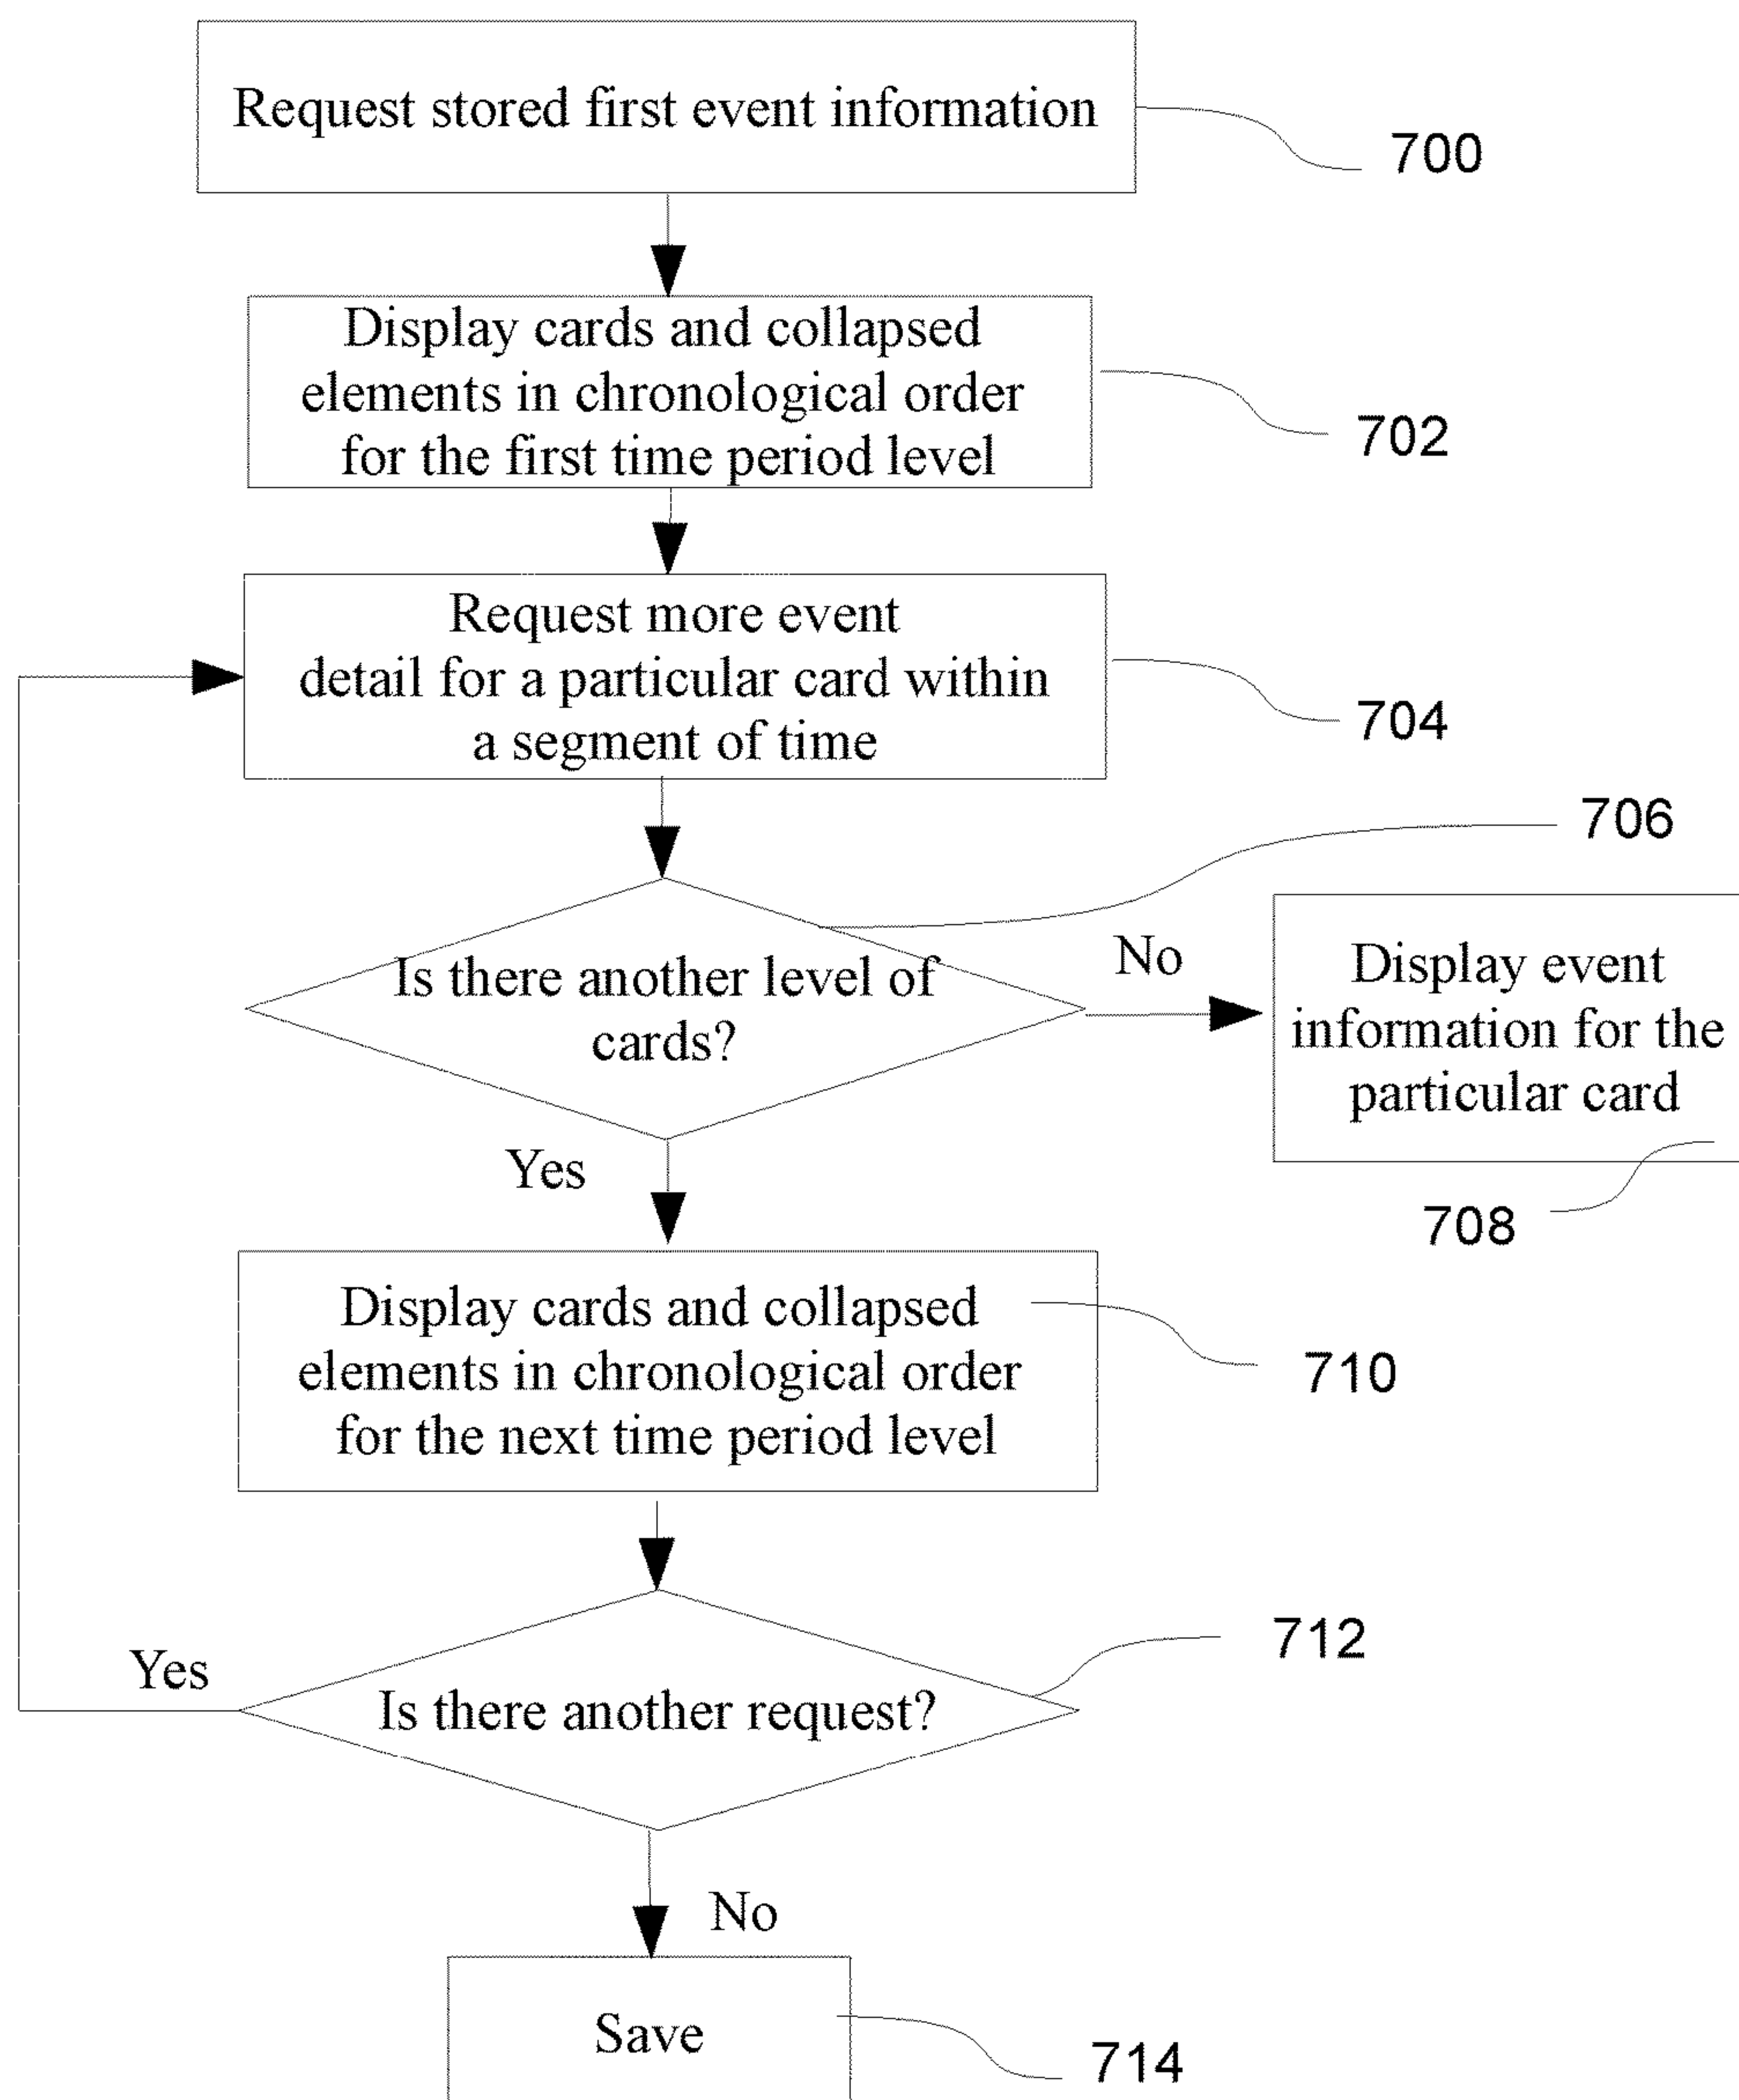 Request stored first event information
700
Display cards and collapsed
elements in chronological order
for the first time period level
702
Request more event
detail for a particular card within
a segment of time
704
706
Is there another level of
cards?
No
Display event
information for the
particular card
708
Yes
Display cards and collapsed
elements in chronological order
for the next time period level
710
712
Yes
Is there another request?
No
Save
714